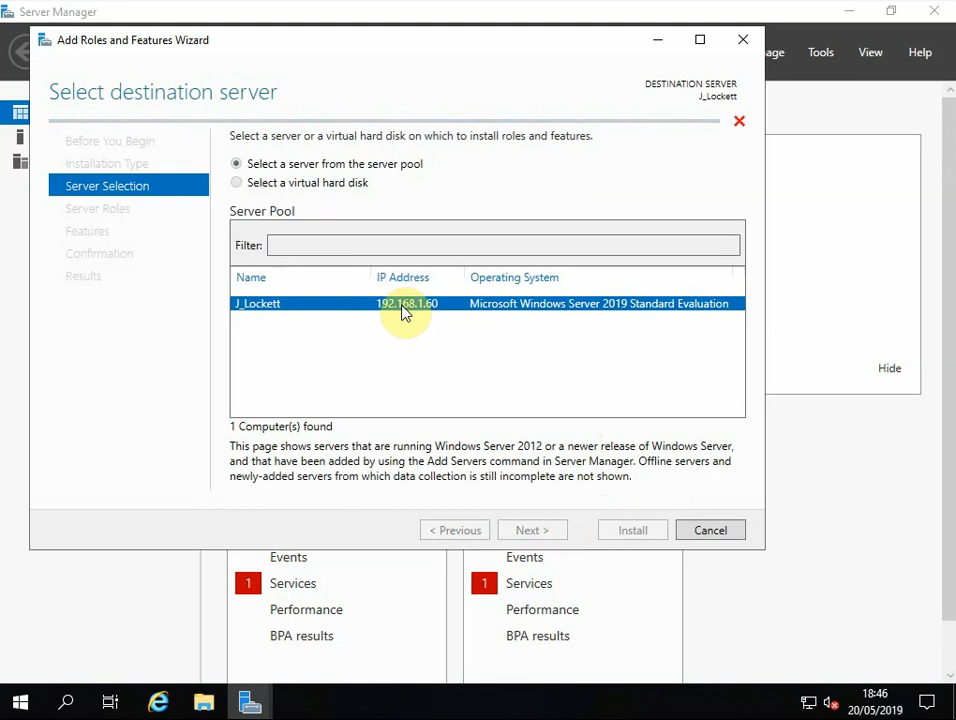 Server Manager
Add Roles and Features Wizard
age Tools View Help
Select destination server
DESTINATION SERVER
J_Lockett
Before You Begin
Installation Type
Server Selection
Server Roles
Features
Confirmation
Results
Select a server or a virtual hard disk on which to install roles and features.
Select a server from the server pool
Select a virtual hard disk
Server Pool
Filter:
Name IP Address Operating System
J_Lockett 192.168.1.60 Microsoft Windows Server 2019 Standard Evaluation
1 Computer(s) found
This page shows servers that are running Windows Server 2012 or a newer release of Windows Server,
and that have been added by using the Add Servers command in Server Manager. Offline servers and
newly-added servers from which data collection is still incomplete are not shown.
< Previous Next > Install Cancel
Hide
Events Events
1 Services 1 Services
Performance Performance
BPA results BPA results
18:46
20/05/2019